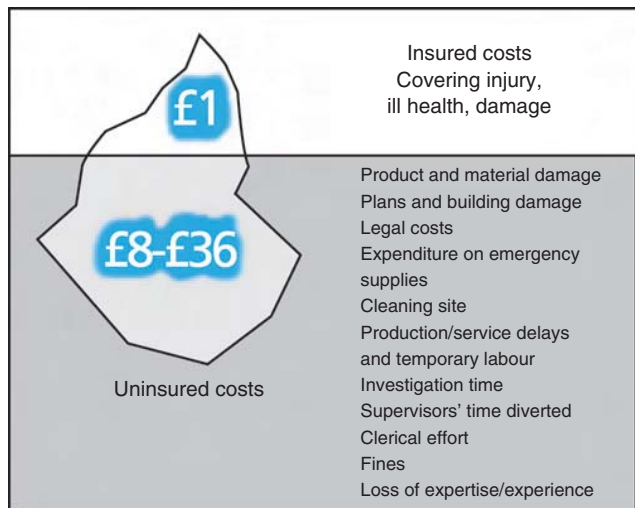 Insured costs
Covering injury,
ill health, damage
£1
Product and material damage
Plans and building damage
Legal costs
Expenditure on emergency
supplies
Cleaning site
Production/service delays
and temporary labour
Investigation time
Supervisors' time diverted
Clerical effort
Fines
Loss of expertise/experience
£8-£36
Uninsured costs